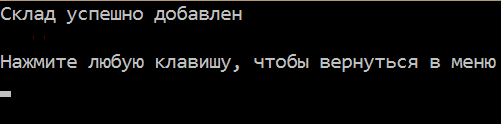 Склад успешно добавлен
Нажмите любую клавишу, чтобы вернуться в меню